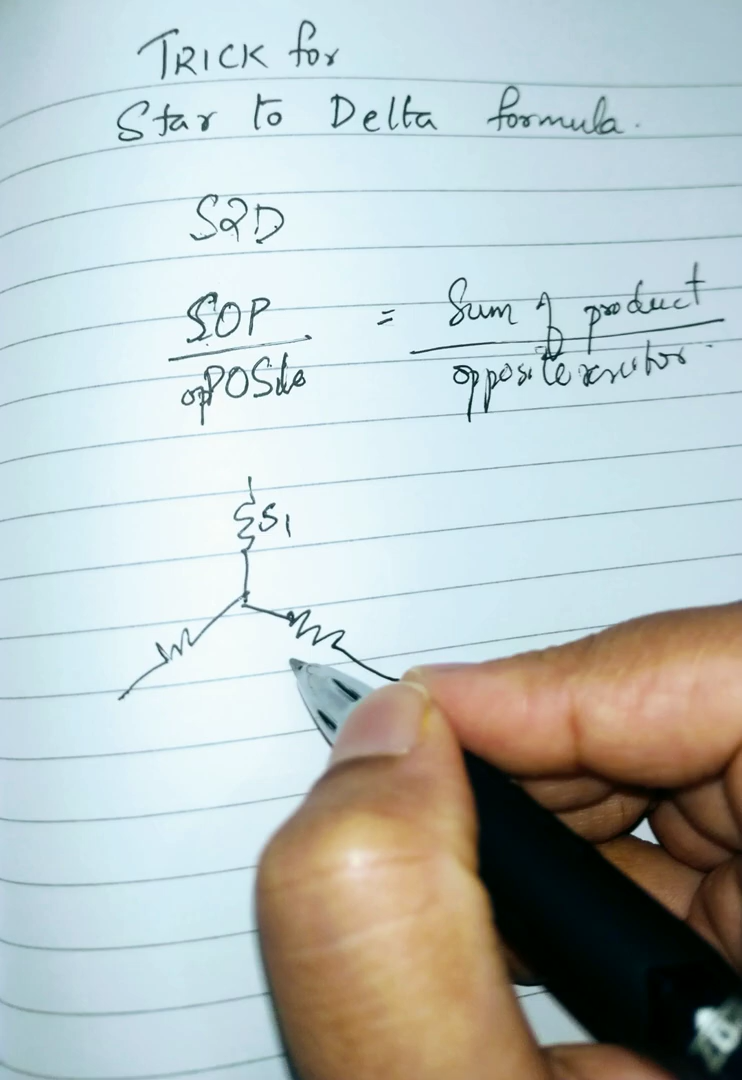 TRICK for
Star to Delta formula.
S2D
SOP = Sum of product
opPOSite opposite resistor.
S1